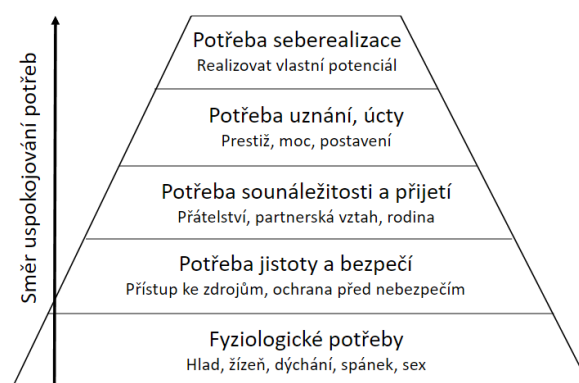 Potřeba seberealizace
Realizovat vlastní potenciál
Potřeba uznání, úcty
Prestiž, moc, postavení
Potřeba sounáležitosti a přijetí
Přátelství, partnerská vztah, rodina
Potřeba jistoty a bezpečí
Přístup ke zdrojům, ochrana před nebezpečím
Fyziologické potřeby
Hlad, žízeň, dýchání, spánek, sex
Směr uspokojování potřeb